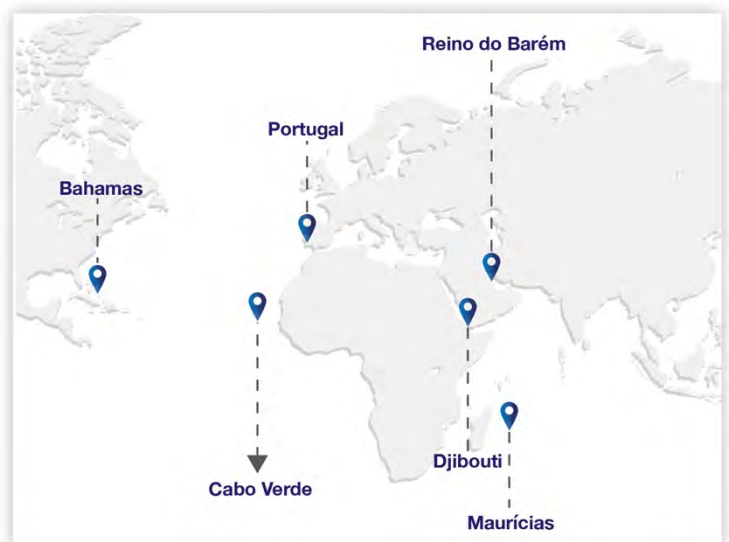 Reino do Barém
Portugal
Bahamas
Djibouti
Cabo Verde
Maurícias